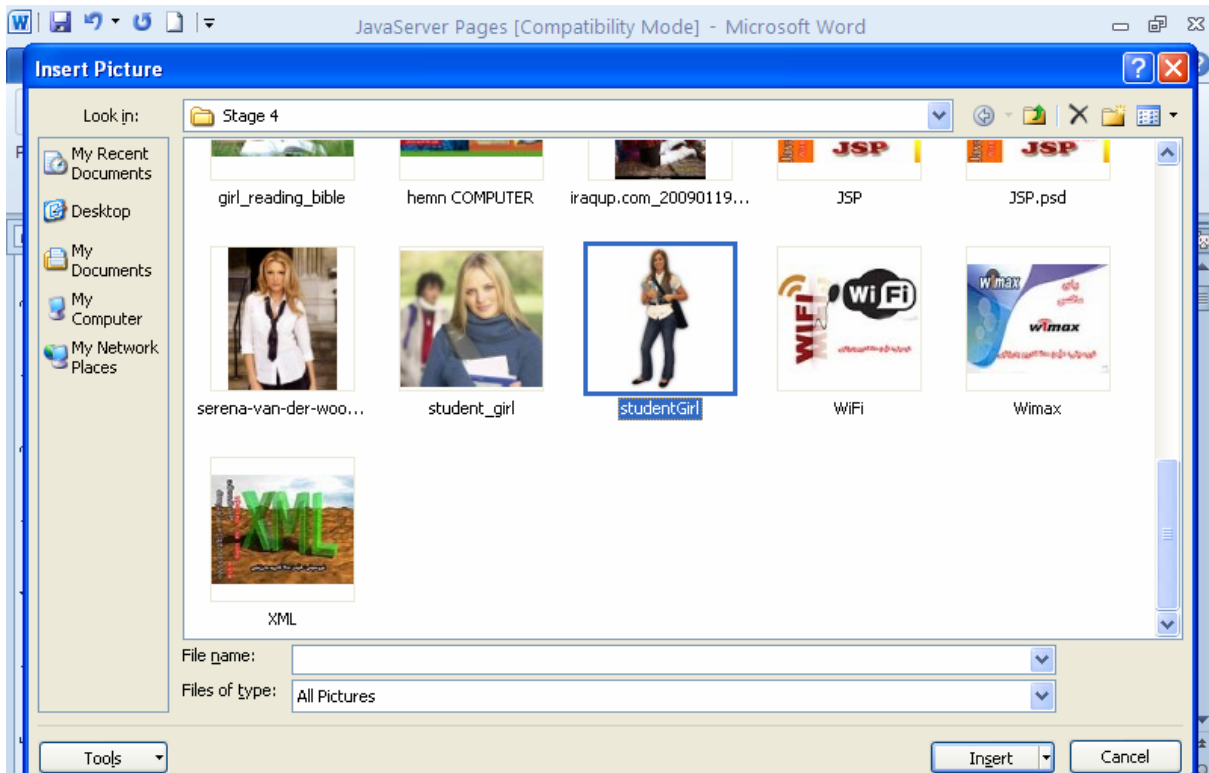 JavaServer Pages [Compatibility Mode] - Microsoft Word
Insert Picture
Look in:
Stage 4
My Recent
Documents
Desktop
My
Documents
My
Computer
My Network
Places
JSP
JSP
girl_reading_bible
hemn COMPUTER
iraqup.com_20090119...
JSP
JSP.psd
WiFi
WIFI
wimax
wimax
serena-van-der-woo...
student_girl
studentGirl
WiFi
Wimax
XML
XML
File name:
Files of type:
All Pictures
Tools
Insert
Cancel